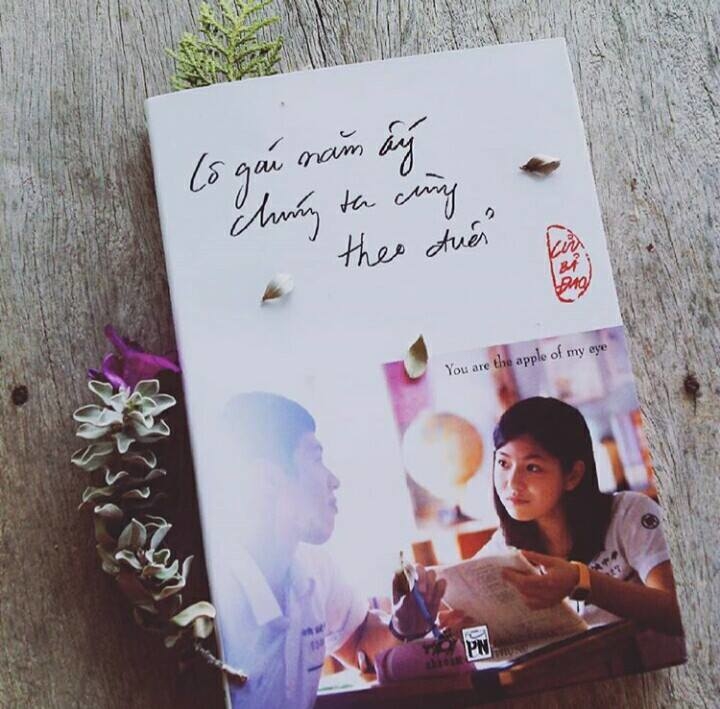 Cô gái năm ấy
chúng ta cùng
theo đuổi
CỬU
BẢ
ĐAO
You are the apple of my eye
PN